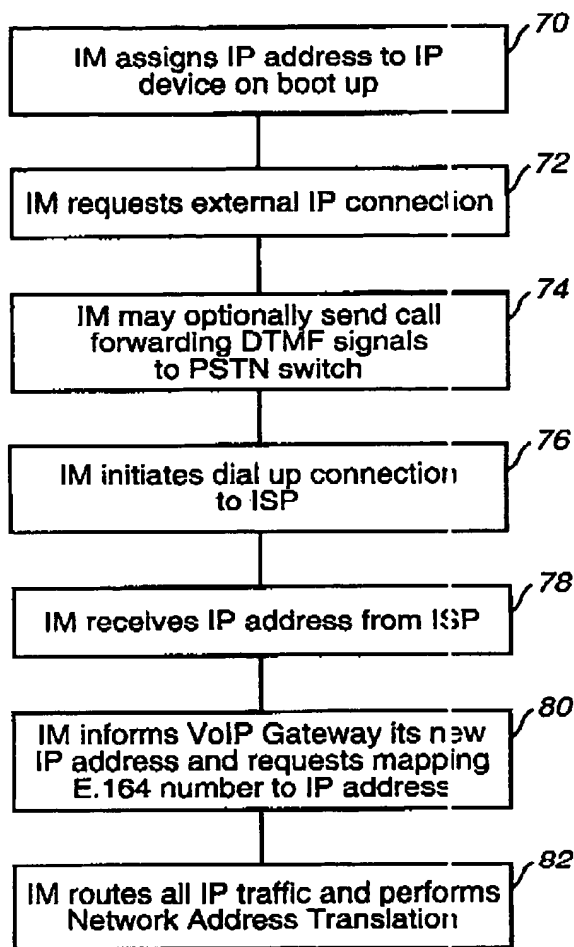 70
IM assigns IP address to IP
device on boot up
72
IM requests external IP connection
74
IM may optionally send call
forwarding DTMF signals
to PSTN switch
76
IM initiates dial up connection
to ISP
78
IM receives IP address from ISP
80
IM informs VoIP Gateway its new
IP address and requests mapping
E.164 number to IP address
82
IM routes all IP traffic and performs
Network Address Translation